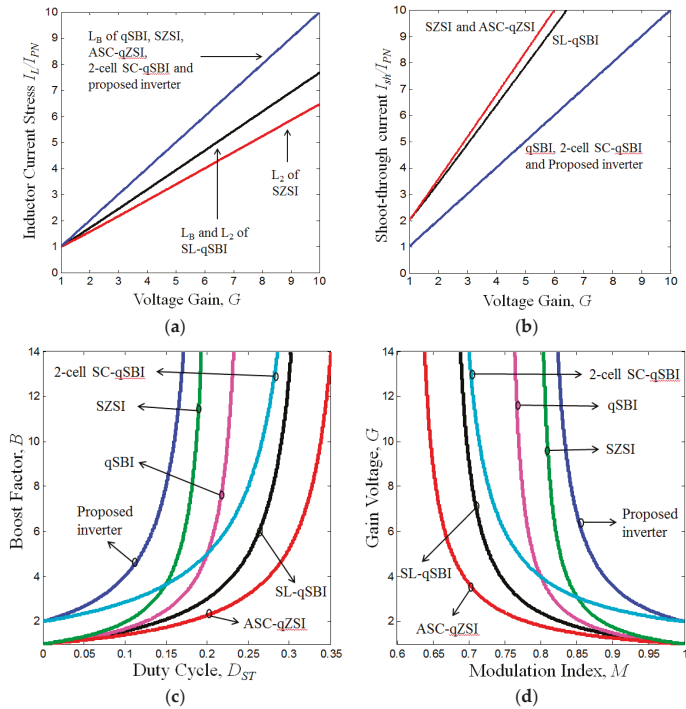 10
9
8
7
6
5
4
3
2
1
0
Inductor Current Stress I_L/I_PN
L_B of qSBI, SZSI,
ASC-qZSI,
2-cell SC-qSBI and
proposed inverter
L_2 of
SZSI
L_B and L_2 of
SL-qSBI
1 2 3 4 5 6 7 8 9 10
Voltage Gain, G
(a)
10
9
8
7
6
5
4
3
2
1
0
Shoot-through current I_sh/I_PN
SZSI and ASC-qZSI
SL-qSBI
qSBI, 2-cell SC-qSBI
and Proposed inverter
1 2 3 4 5 6 7 8 9 10
Voltage Gain, G
(b)
14
12
10
8
6
4
2
Boost Factor, B
2-cell SC-qSBI
SZSI
qSBI
Proposed
inverter
SL-qSBI
ASC-qZSI
0 0.05 0.1 0.15 0.2 0.25 0.3 0.35
Duty Cycle, D_ST
(c)
14
12
10
8
6
4
2
Gain Voltage, G
2-cell SC-qSBI
qSBI
SZSI
Proposed
inverter
SL-qSBI
ASC-qZSI
0.6 0.65 0.7 0.75 0.8 0.85 0.9 0.95 1
Modulation Index, M
(d)